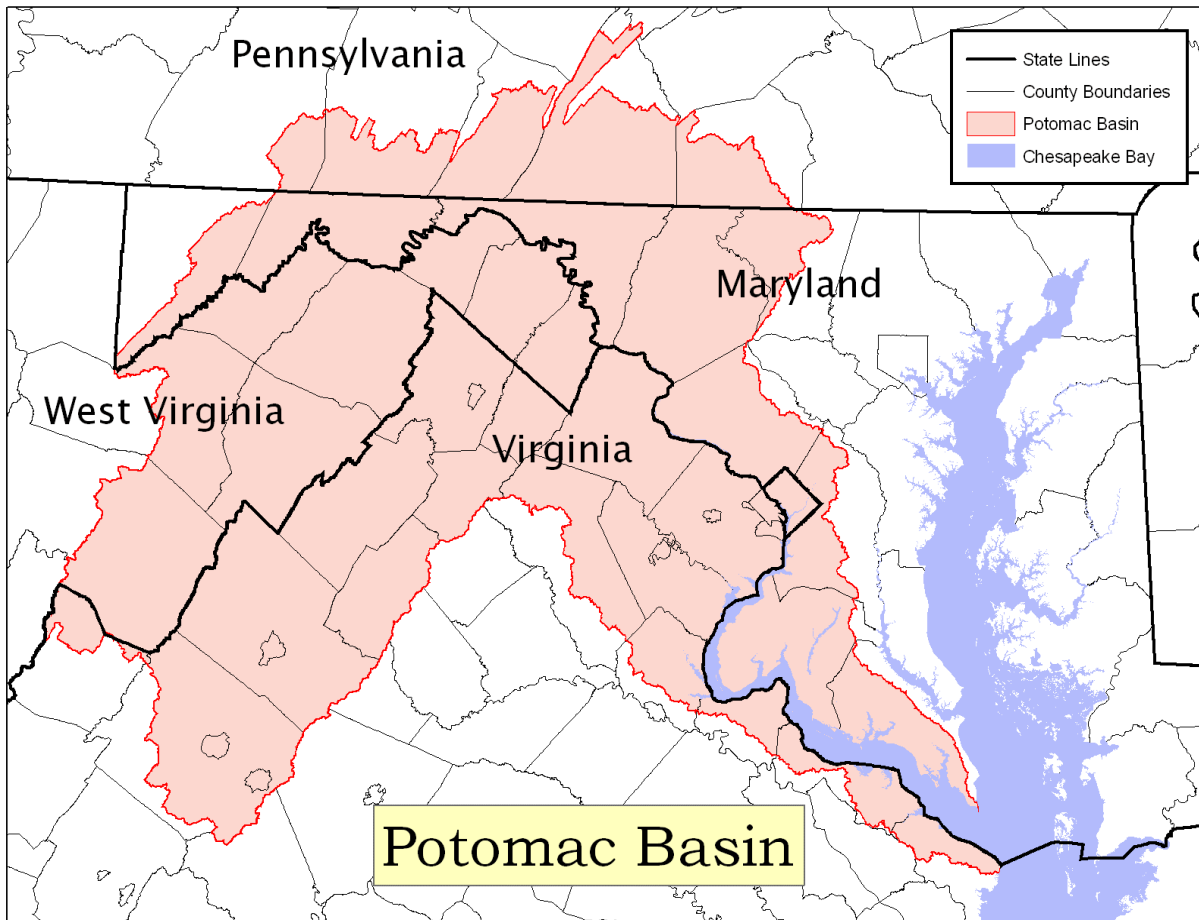 Pennsylvania
State Lines
County Boundaries
Potomac Basin
Chesapeake Bay
Maryland
West Virginia
Virginia
Potomac Basin